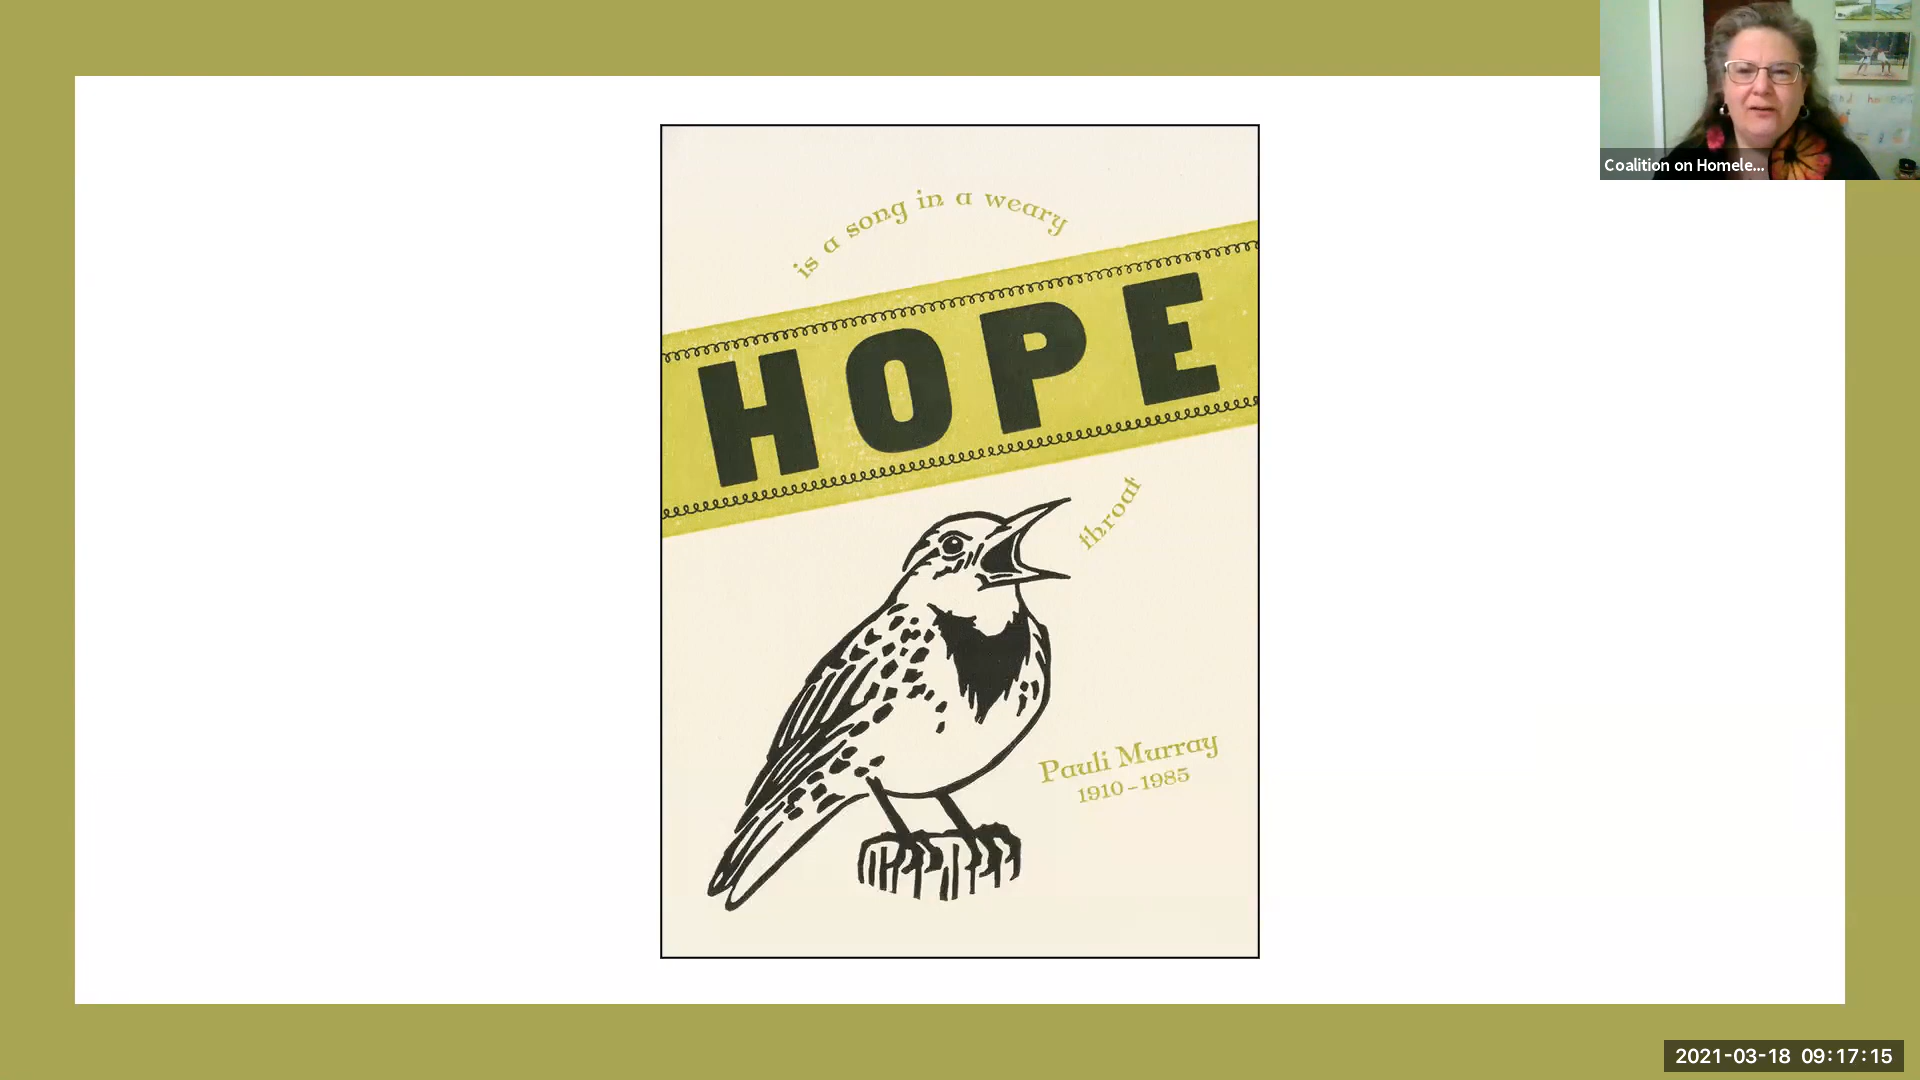 Coalition on Homele...
is a song in a weary
HOPE
throat
Pauli Murray
1910–1985
2021-03-18 09:17:15